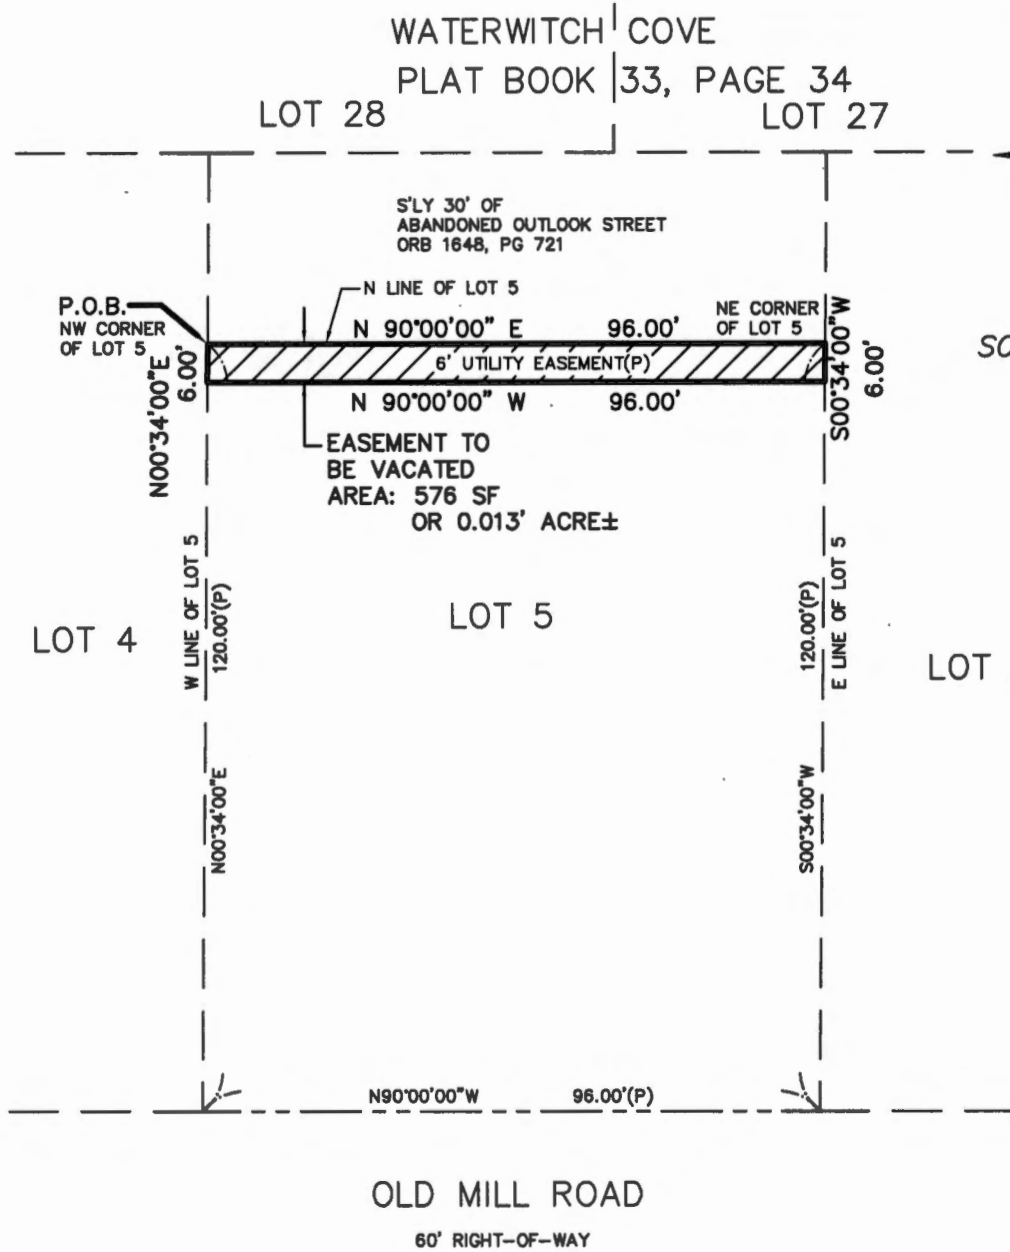 WATERWITCH COVE
PLAT BOOK 33, PAGE 34
LOT 28
LOT 27
S'LY 30' OF
ABANDONED OUTLOOK STREET
ORB 1648, PG 721
P.O.B.
NW CORNER
OF LOT 5
N LINE OF LOT 5
NE CORNER
OF LOT 5
N 90°00'00" E 96.00'
6' UTILITY EASEMENT(P)
N 90°00'00" W 96.00'
N00°34'00"E
6.00'
S00°34'00"W
6.00'
SO
EASEMENT TO
BE VACATED
AREA: 576 SF
OR 0.013' ACRE±
W LINE OF LOT 5
120.00'(P)
120.00'(P)
E LINE OF LOT 5
LOT 4
LOT 5
LOT
N00°34'00"E
S00°34'00"W
N90°00'00"W 96.00'(P)
OLD MILL ROAD
60' RIGHT-OF-WAY